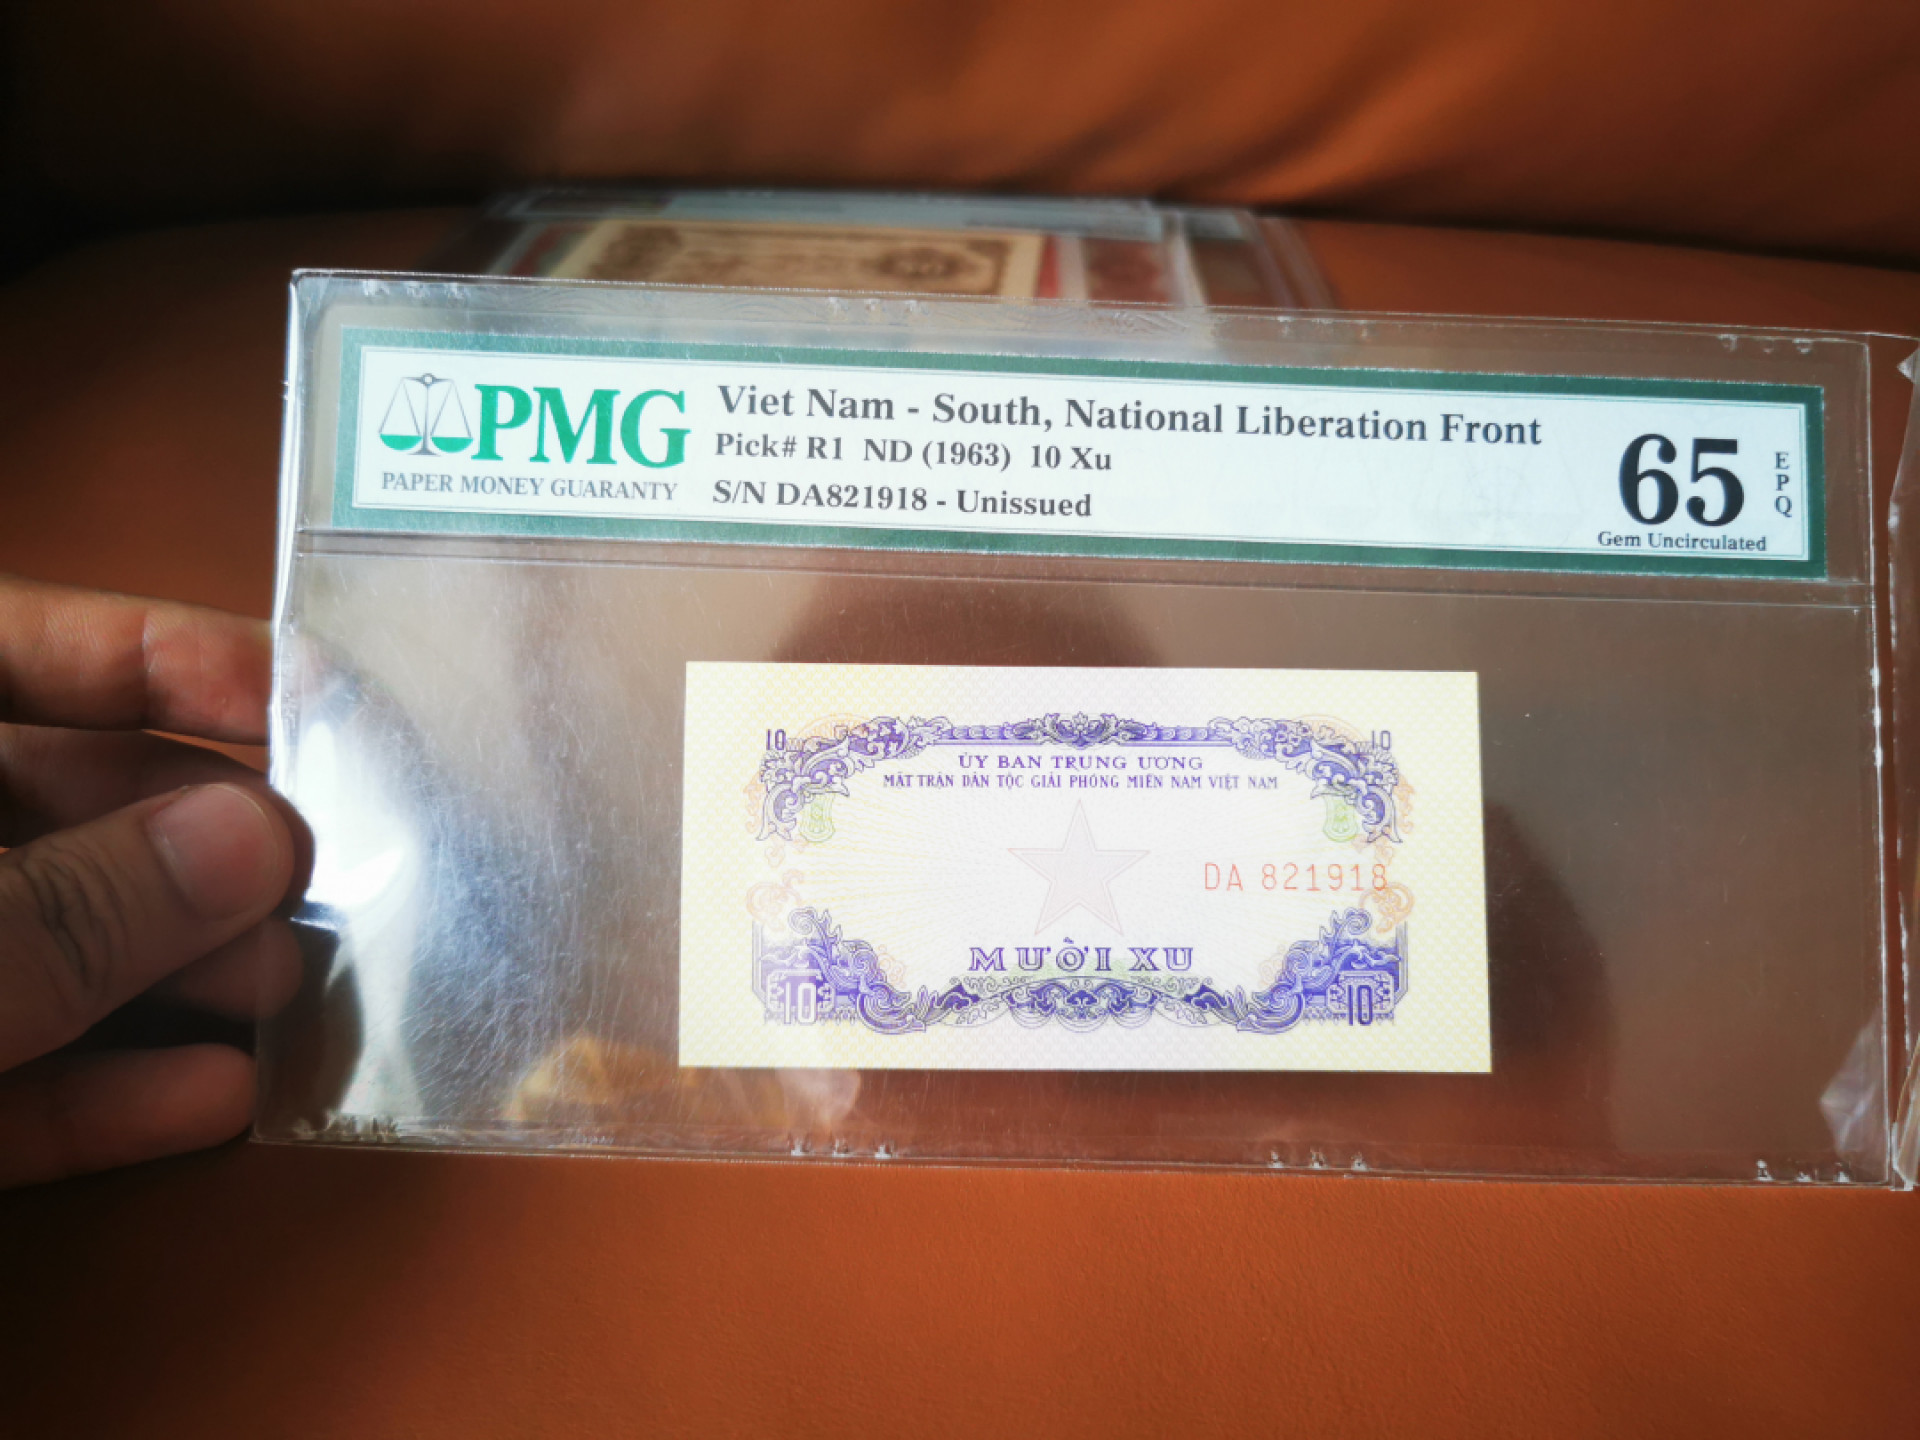 PMG
PAPER MONEY GUARANTY
Viet Nam - South, National Liberation Front
Pick# R1 ND (1963) 10 Xu
S/N DA821918 - Unissued
65
EPQ
Gem Uncirculated
10 10
ỦY BAN TRUNG ƯƠNG
MẶT TRẬN DÂN TỘC GIẢI PHÓNG MIỀN NAM VIỆT NAM
DA 821918
MƯỜI XU
10 10